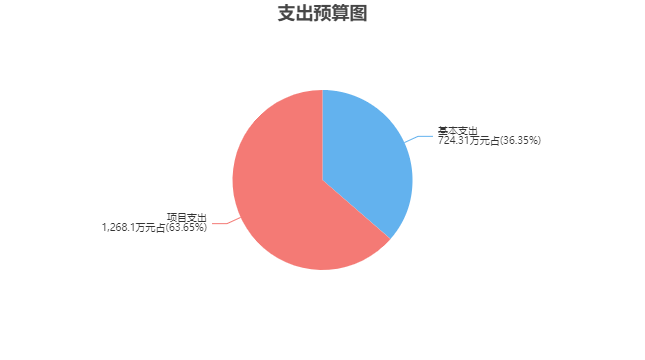 支出预算图
基本支出
724.31万元占(36.35%)
项目支出
1,268.1万元占(63.65%)